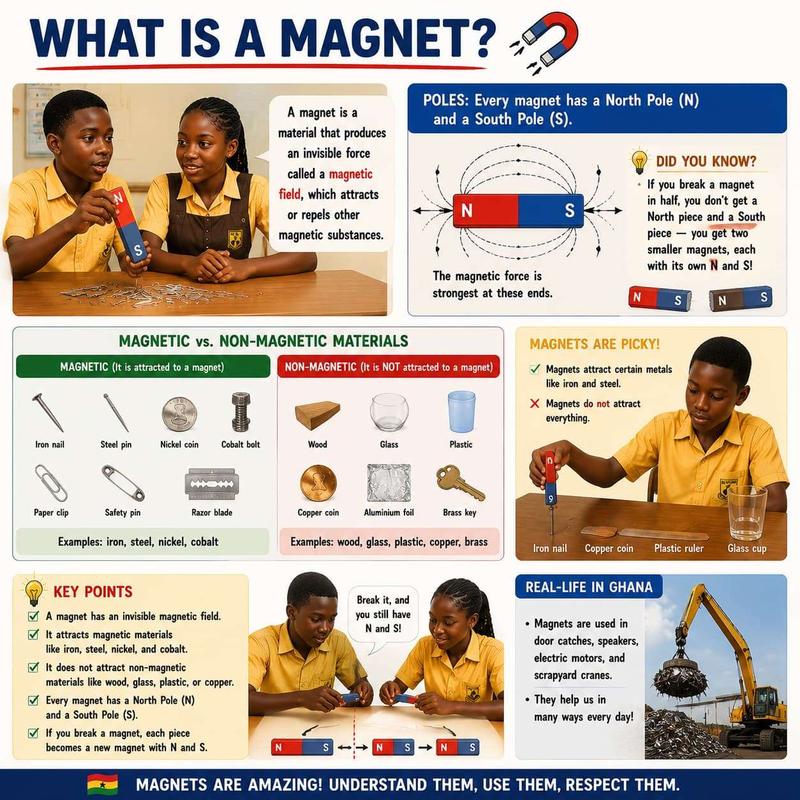 WHAT IS A MAGNET?
A magnet is a
material that produces
an invisible force
called a magnetic
field, which attracts
or repels other
magnetic substances.
N
S
POLES: Every magnet has a North Pole (N)
and a South Pole (S).
N
S
The magnetic force is
strongest at these ends.
DID YOU KNOW?
• If you break a magnet
in half, you don't get a
North piece and a South
piece — you get two
smaller magnets, each
with its own N and S!
N S
N S
MAGNETIC vs. NON-MAGNETIC MATERIALS
MAGNETIC (It is attracted to a magnet)
Iron nail
Steel pin
Nickel coin
Cobalt bolt
Paper clip
Safety pin
Razor blade
Examples: iron, steel, nickel, cobalt
NON-MAGNETIC (It is NOT attracted to a magnet)
Wood
Glass
Plastic
Copper coin
Aluminium foil
Brass key
Examples: wood, glass, plastic, copper, brass
MAGNETS ARE PICKY!
Magnets attract certain metals
like iron and steel.
Magnets do not attract
everything.
Iron nail
Copper coin
Plastic ruler
Glass cup
KEY POINTS
A magnet has an invisible magnetic field.
It attracts magnetic materials
like iron, steel, nickel, and cobalt.
It does not attract non-magnetic
materials like wood, glass, plastic, or copper.
Every magnet has a North Pole (N)
and a South Pole (S).
If you break a magnet, each piece
becomes a new magnet with N and S.
Break it, and
you still have
N and S!
N S
N S
N S
REAL-LIFE IN GHANA
• Magnets are used in
door catches, speakers,
electric motors, and
scrapyard cranes.
• They help us in
many ways every day!
MAGNETS ARE AMAZING! UNDERSTAND THEM, USE THEM, RESPECT THEM.